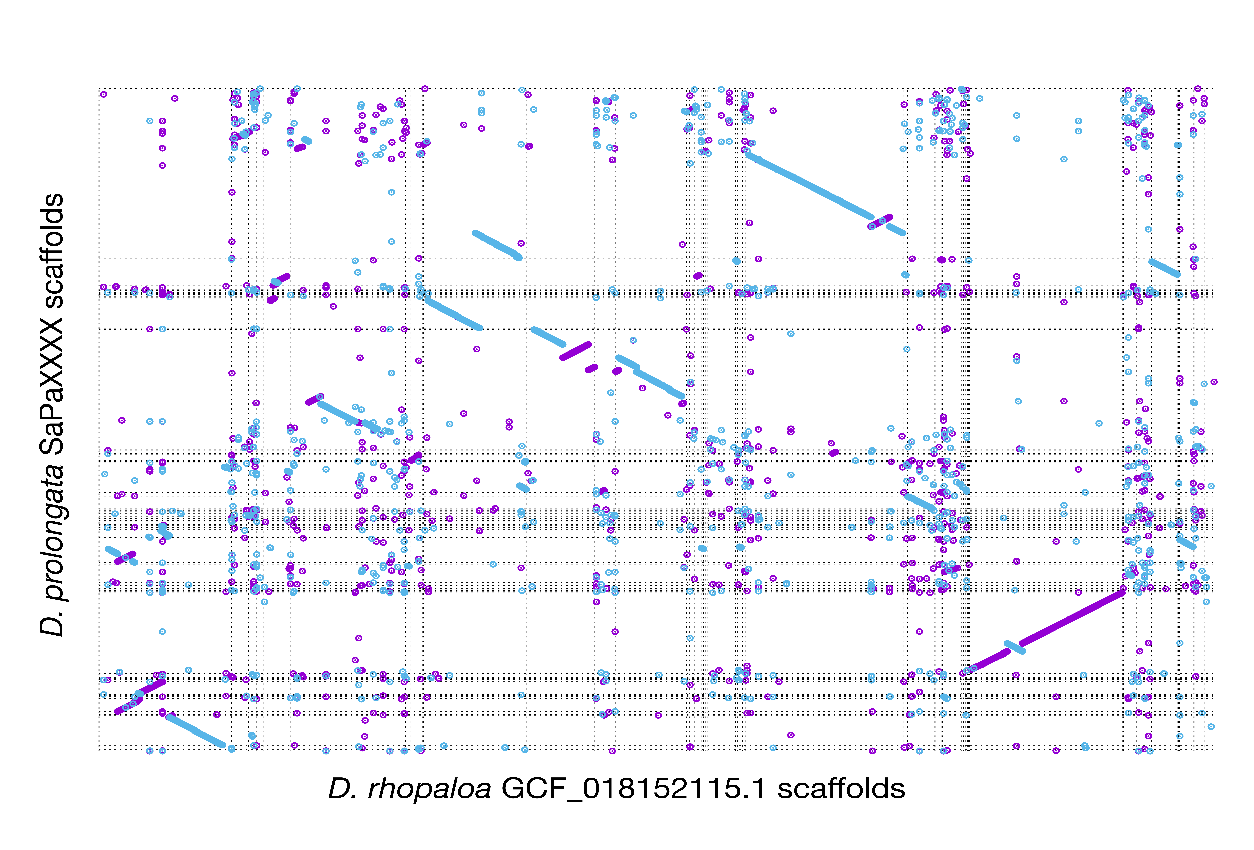 D. prolongata SaPaXXXX scaffolds
D. rhopaloa GCF_018152115.1 scaffolds